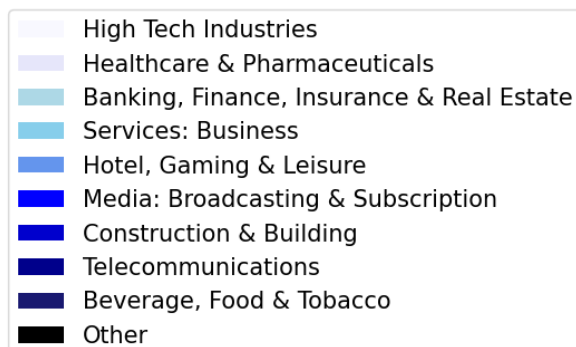 High Tech Industries
Healthcare & Pharmaceuticals
Banking, Finance, Insurance & Real Estate
Services: Business
Hotel, Gaming & Leisure
Media: Broadcasting & Subscription
Construction & Building
Telecommunications
Beverage, Food & Tobacco
Other